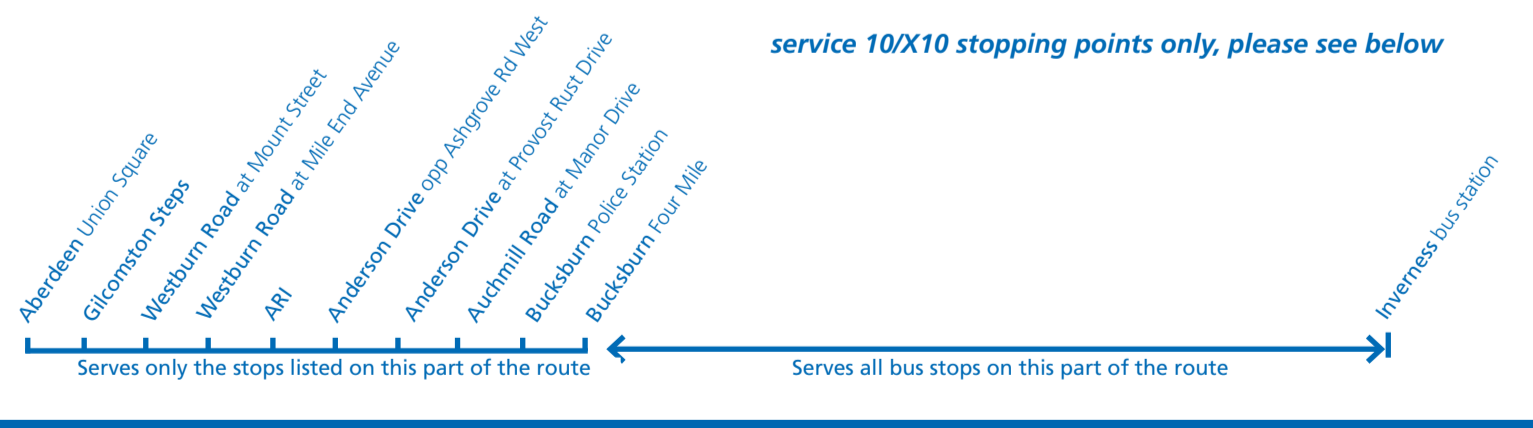 service 10/X10 stopping points only, please see below
Aberdeen Union Square
Gilcomston Steps
Westburn Road at Mount Street
Westburn Road at Mile End Avenue
ARI
Anderson Drive opp Ashgrove Rd West
Anderson Drive at Provost Rust Drive
Auchmill Road at Manor Drive
Bucksburn Police Station
Bucksburn Four Mile
Inverness bus station
Serves only the stops listed on this part of the route
Serves all bus stops on this part of the route